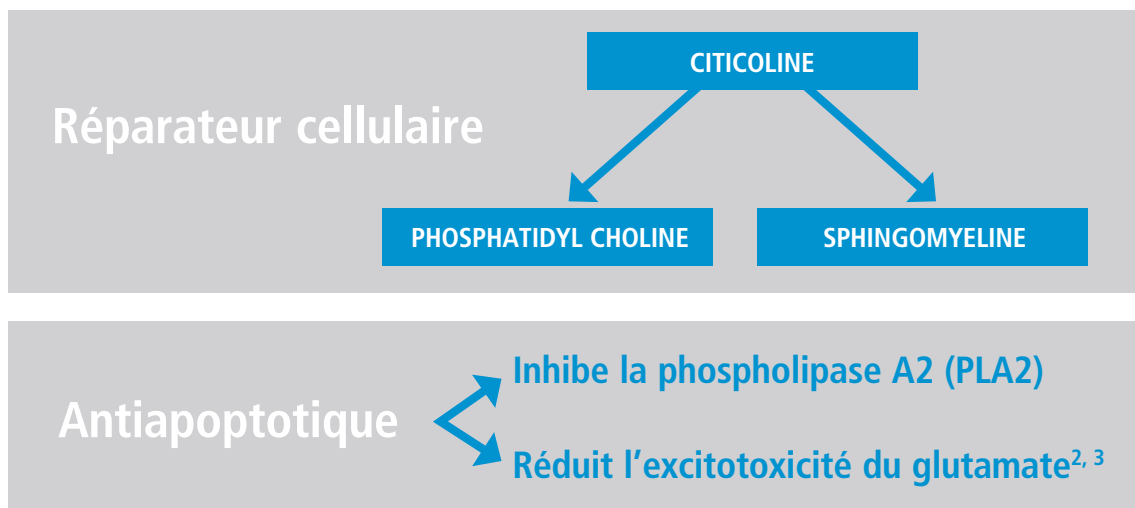 CITICOLINE
Réparateur cellulaire
PHOSPHATIDYL CHOLINE
SPHINGOMYELINE
Inhibe la phospholipase A2 (PLA2)
Antiapoptotique
Réduit l’excitotoxicité du glutamate2, 3